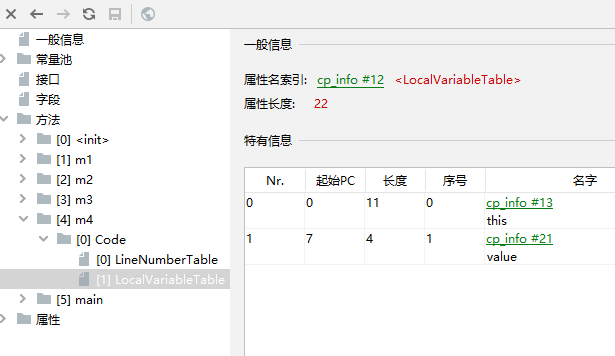 一般信息
常量池
接口
字段
方法
[0] <init>
[1] m1
[2] m2
[3] m3
[4] m4
[0] Code
[0] LineNumberTable
[1] LocalVariableTable
[5] main
属性
一般信息
属性名索引: cp_info #12 <LocalVariableTable>
属性长度: 22
特有信息
Nr. 起始PC 长度 序号 名字
0 0 11 0 cp_info #13
this
1 7 4 1 cp_info #21
value